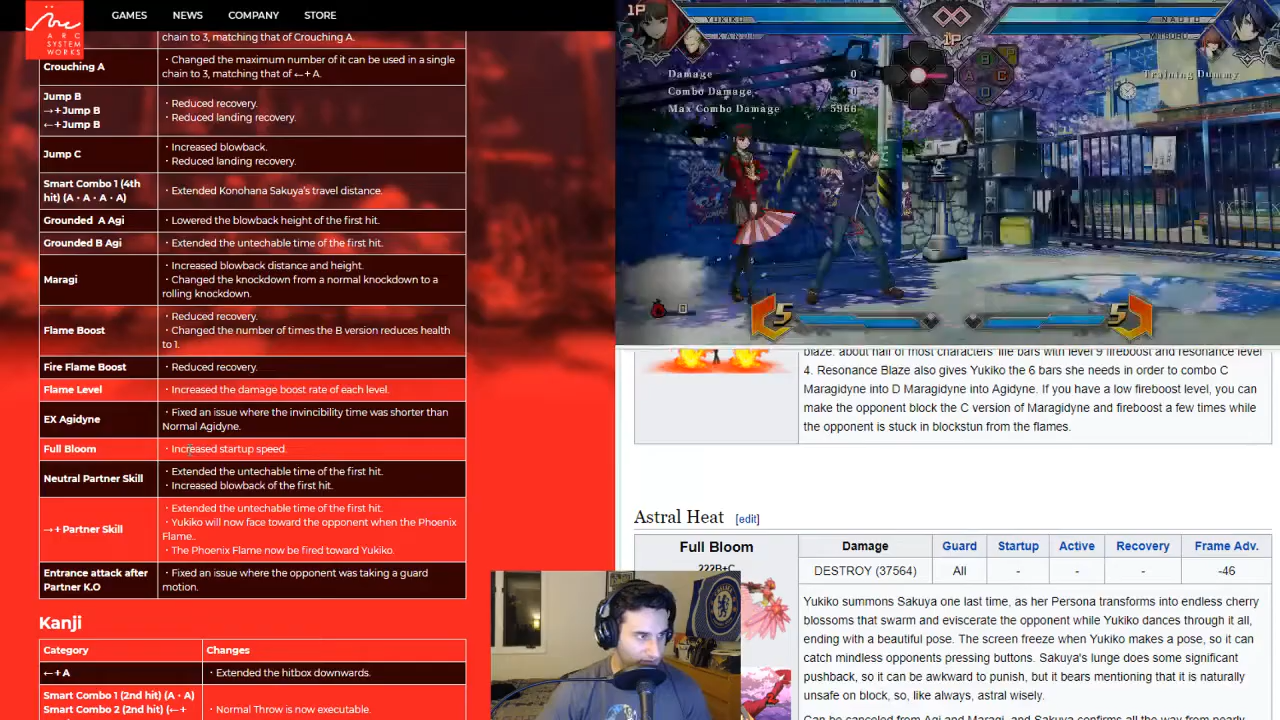 ARC
SYSTEM
WORKS
GAMES NEWS COMPANY STORE
chain to 3, matching that of Crouching A.
Crouching A
・Changed the maximum number of it can be used in a single
chain to 3, matching that of ←+A.
Jump B
→+Jump B
←+Jump B
・Reduced recovery.
・Reduced landing recovery.
Jump C
・Increased blowback.
・Reduced landing recovery.
Smart Combo 1 (4th
hit) (A・A・A・A)
・Extended Konohana Sakuya's travel distance.
Grounded A Agi
・Lowered the blowback height of the first hit.
Grounded B Agi
・Extended the untechable time of the first hit.
Maragi
・Increased blowback distance and height.
・Changed the knockdown from a normal knockdown to a
rolling knockdown.
Flame Boost
・Reduced recovery.
・Changed the number of times the B version reduces health
to 1.
Fire Flame Boost
・Reduced recovery.
Flame Level
・Increased the damage boost rate of each level.
EX Agidyne
・Fixed an issue where the invincibility time was shorter than
Normal Agidyne.
Full Bloom
・Increased startup speed.
Neutral Partner Skill
・Extended the untechable time of the first hit.
・Increased blowback of the first hit.
→+Partner Skill
・Extended the untechable time of the first hit.
・Yukiko will now face toward the opponent when the Phoenix
Flame..
・The Phoenix Flame now be fired toward Yukiko.
Entrance attack after
Partner K.O
・Fixed an issue where the opponent was taking a guard
motion.
Kanji
Category Changes
←+A
・Extended the hitbox downwards.
Smart Combo 1 (2nd hit) (A・A)
Smart Combo 2 (2nd hit) (←+
・Normal Throw is now executable.
1P
YUKIKO
KANJI
1P
NAOTO
MITSURU
Damage 0
Combo Damage 0
Max Combo Damage 5966
Training Dummy
A B C D
0
5 5
blaze. about half of most characters' life bars with level 9 fireboost and resonance level
4. Resonance Blaze also gives Yukiko the 6 bars she needs in order to combo C
Maragidyne into D Maragidyne into Agidyne. If you have a low fireboost level, you can
make the opponent block the C version of Maragidyne and fireboost a few times while
the opponent is stuck in blockstun from the flames.
Astral Heat [edit]
Full Bloom
???B+C
Damage Guard Startup Active Recovery Frame Adv.
DESTROY (37564) All - - - -46
Yukiko summons Sakuya one last time, as her Persona transforms into endless cherry
blossoms that swarm and eviscerate the opponent while Yukiko dances through it all,
ending with a beautiful pose. The screen freeze when Yukiko makes a pose, so it can
catch mindless opponents pressing buttons. Sakuya's lunge does some significant
pushback, so it can be awkward to punish, but it bears mentioning that it is naturally
unsafe on block, so, like always, astral wisely.
Can be canceled from Agi and Maragi, and Sakuya confirms all the way from nearly